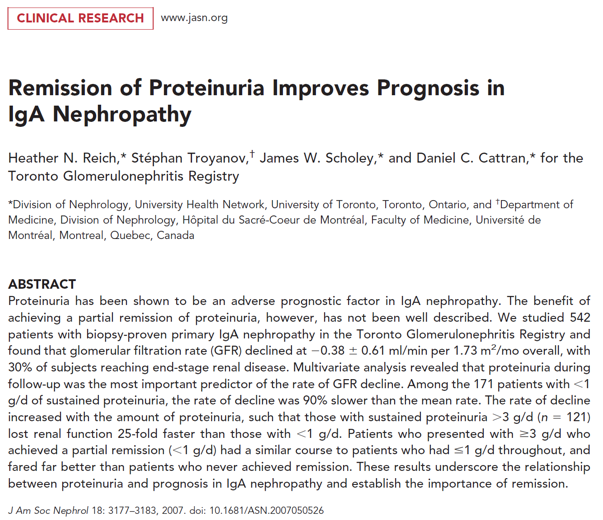 CLINICAL RESEARCH www.jasn.org
Remission of Proteinuria Improves Prognosis in
IgA Nephropathy
Heather N. Reich,* Stéphan Troyanov,† James W. Scholey,* and Daniel C. Cattran,* for the
Toronto Glomerulonephritis Registry
*Division of Nephrology, University Health Network, University of Toronto, Toronto, Ontario, and †Department of
Medicine, Division of Nephrology, Hôpital du Sacré-Coeur de Montréal, Faculty of Medicine, Université de
Montréal, Montreal, Quebec, Canada
ABSTRACT
Proteinuria has been shown to be an adverse prognostic factor in IgA nephropathy. The benefit of
achieving a partial remission of proteinuria, however, has not been well described. We studied 542
patients with biopsy-proven primary IgA nephropathy in the Toronto Glomerulonephritis Registry and
found that glomerular filtration rate (GFR) declined at −0.38 ± 0.61 ml/min per 1.73 m²/mo overall, with
30% of subjects reaching end-stage renal disease. Multivariate analysis revealed that proteinuria during
follow-up was the most important predictor of the rate of GFR decline. Among the 171 patients with <1
g/d of sustained proteinuria, the rate of decline was 90% slower than the mean rate. The rate of decline
increased with the amount of proteinuria, such that those with sustained proteinuria >3 g/d (n = 121)
lost renal function 25-fold faster than those with <1 g/d. Patients who presented with ≥3 g/d who
achieved a partial remission (<1 g/d) had a similar course to patients who had ≤1 g/d throughout, and
fared far better than patients who never achieved remission. These results underscore the relationship
between proteinuria and prognosis in IgA nephropathy and establish the importance of remission.
J Am Soc Nephrol 18: 3177–3183, 2007. doi: 10.1681/ASN.2007050526